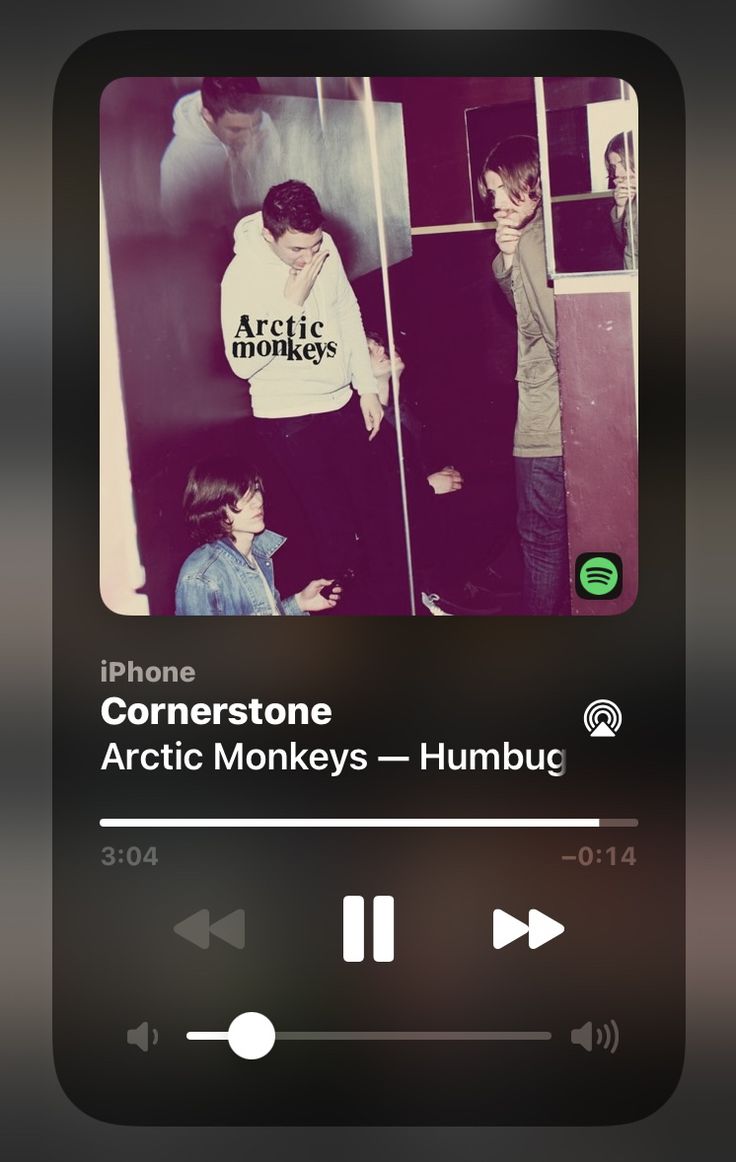 Arctic
monkeys
iPhone
Cornerstone
Arctic Monkeys — Humbug
3:04
−0:14